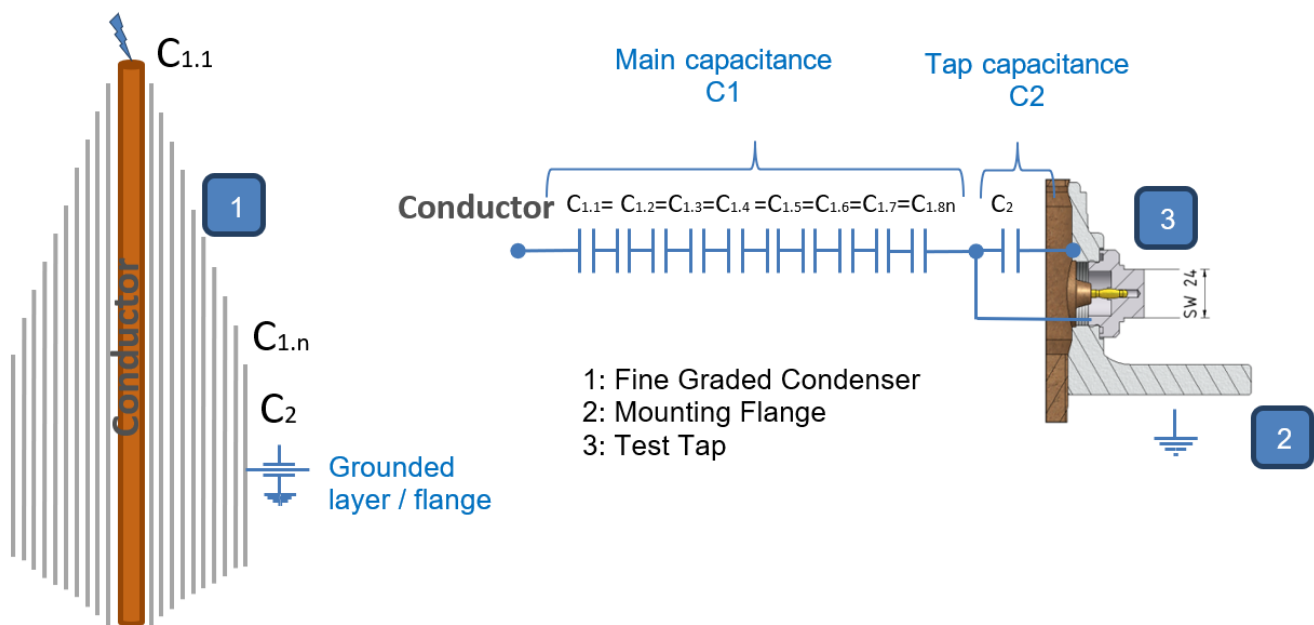 C1.1
1
Conductor
C1.n
C2
Grounded
layer / flange
Main capacitance
C1
Tap capacitance
C2
Conductor
C1.1= C1.2=C1.3=C1.4 =C1.5=C1.6=C1.7=C1.8n
C2
3
SW 24
1: Fine Graded Condenser
2: Mounting Flange
3: Test Tap
2